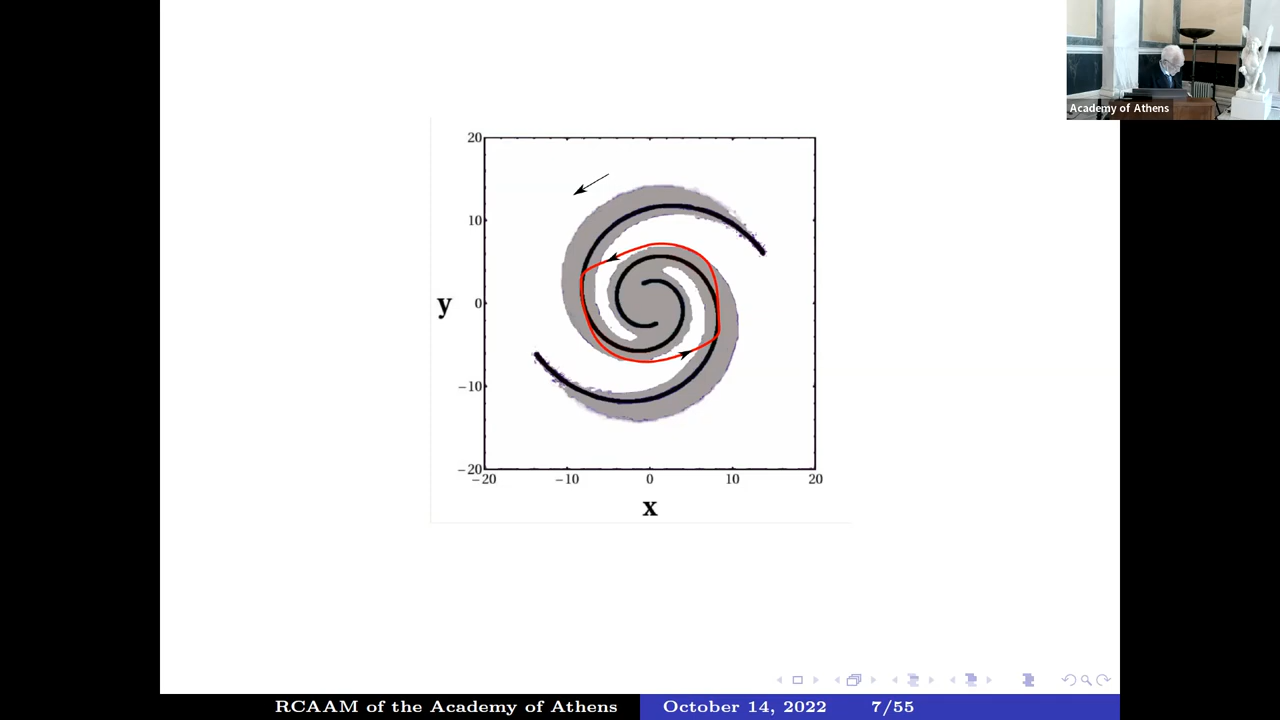 Academy of Athens
20
10
y
0
−10
−20
−20 −10 0 10 20
x
RCAAM of the Academy of Athens October 14, 2022 7/55